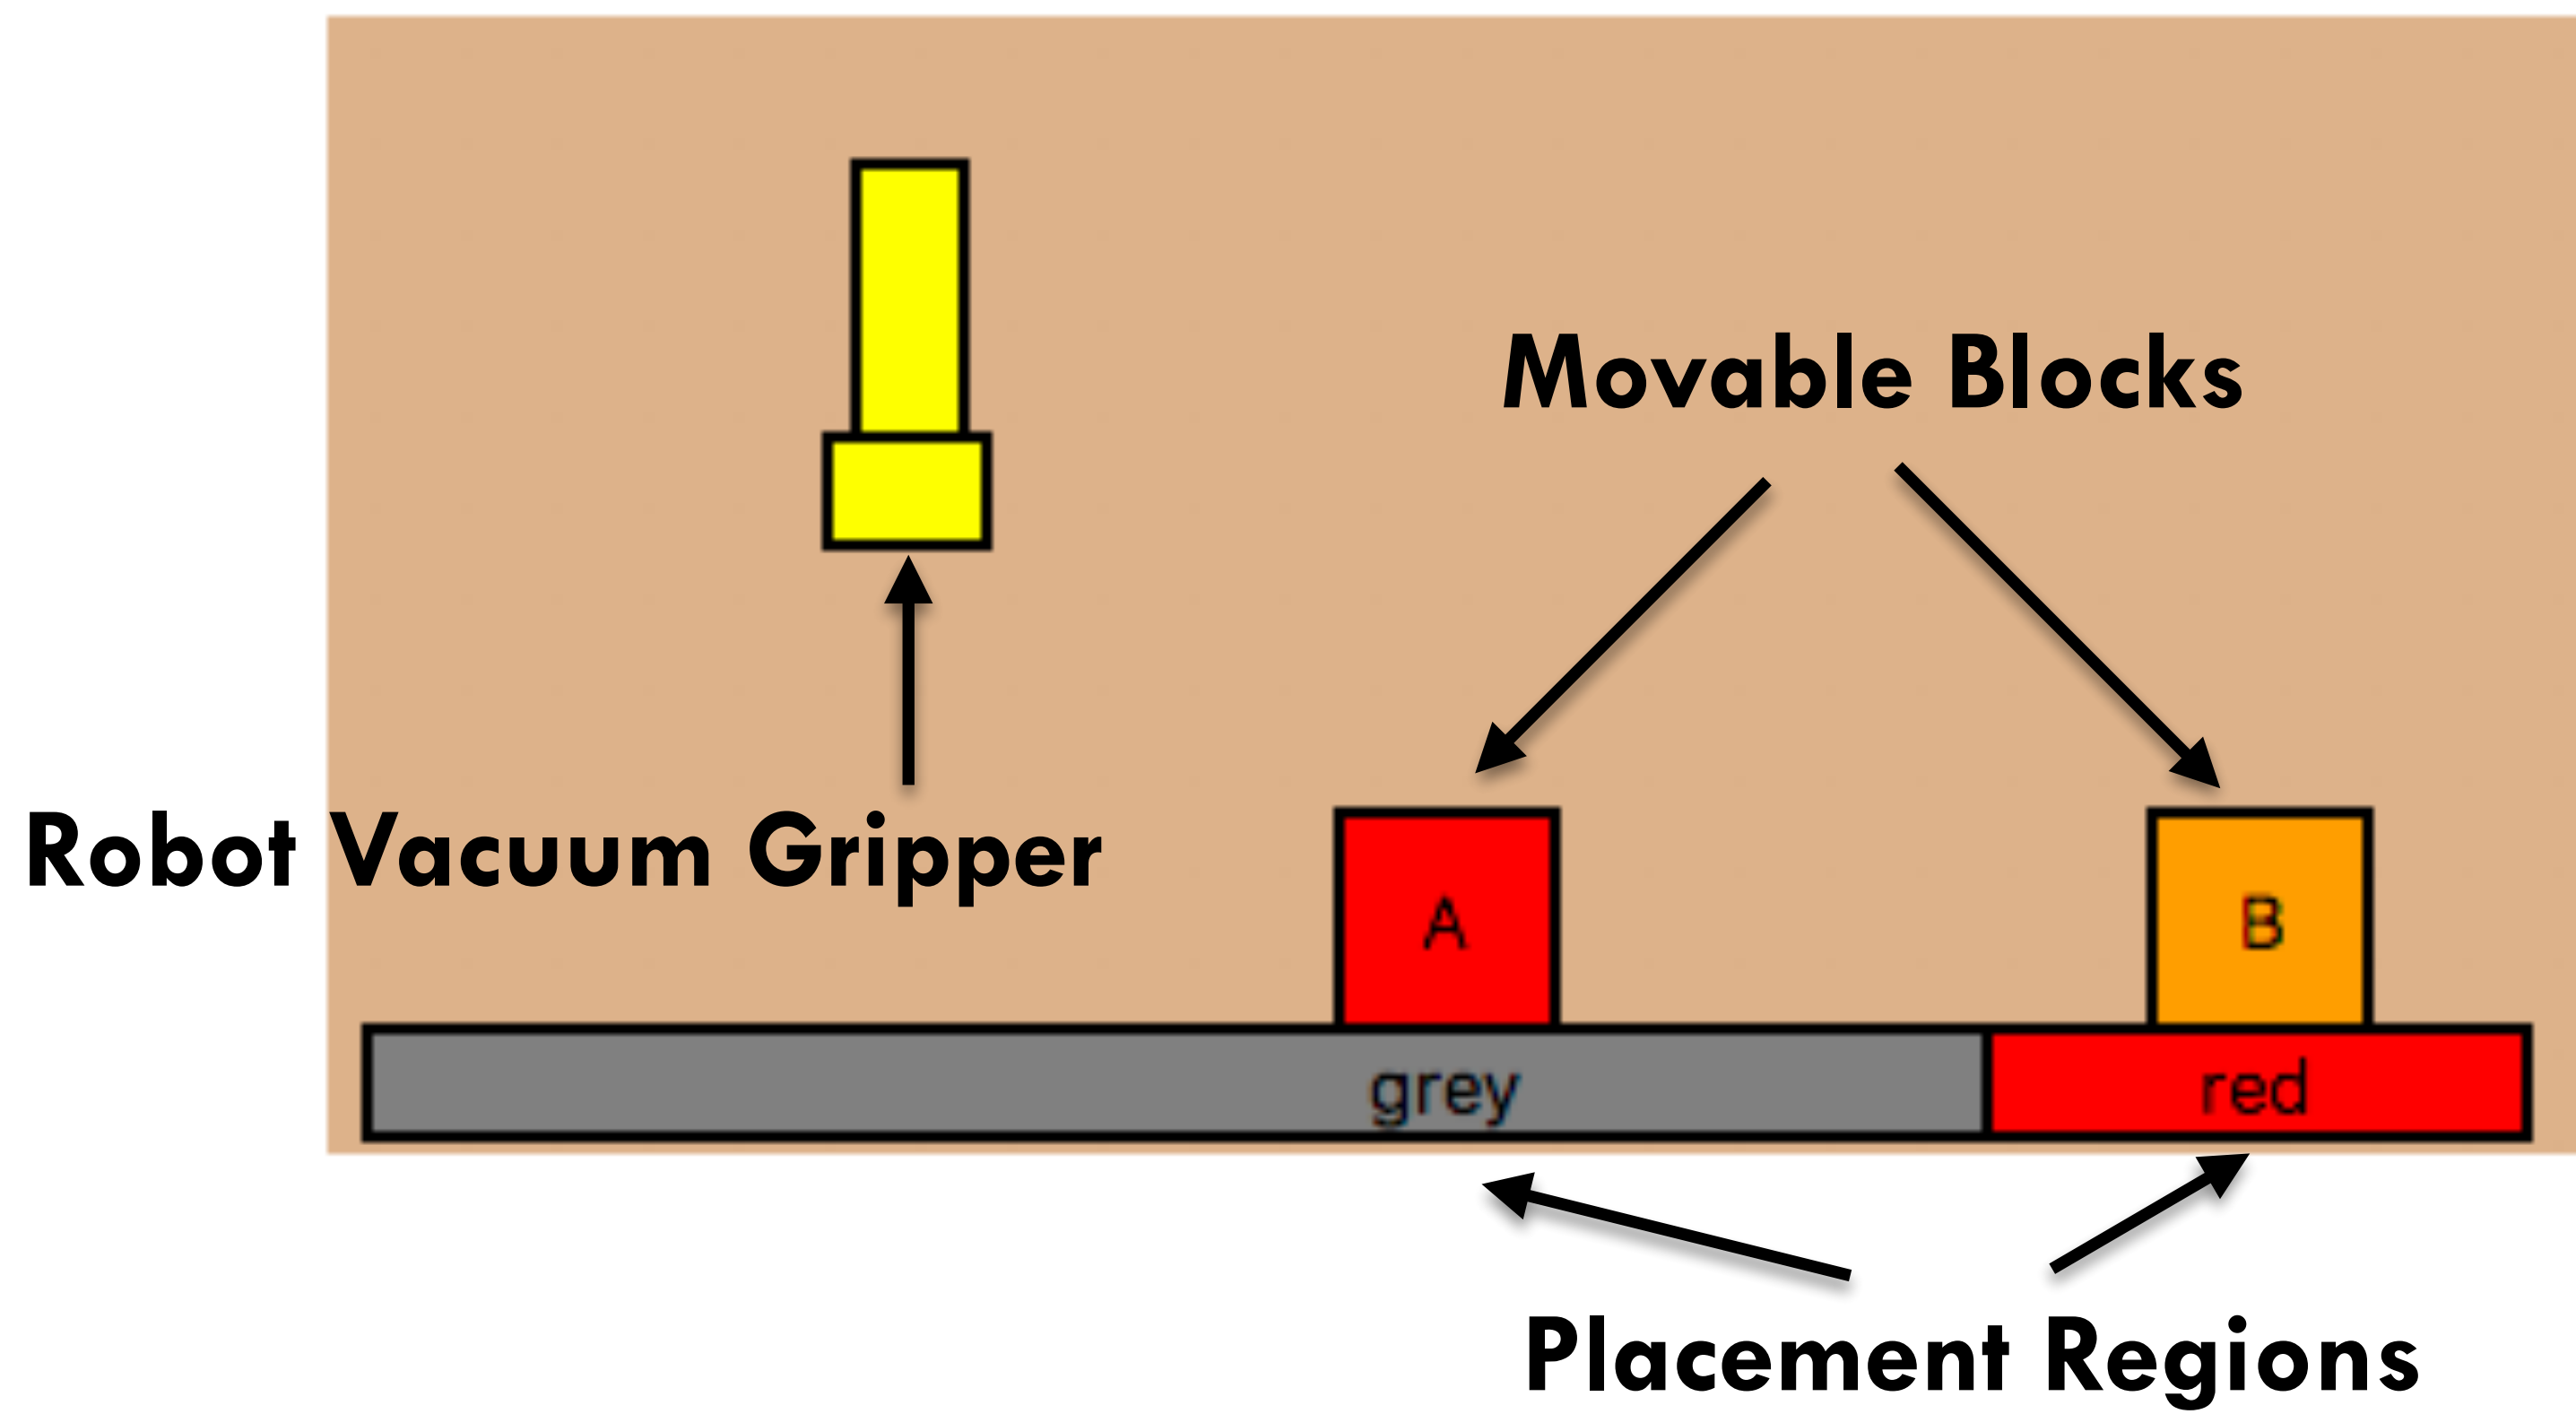 Movable Blocks
Robot Vacuum Gripper
A
B
grey
red
Placement Regions